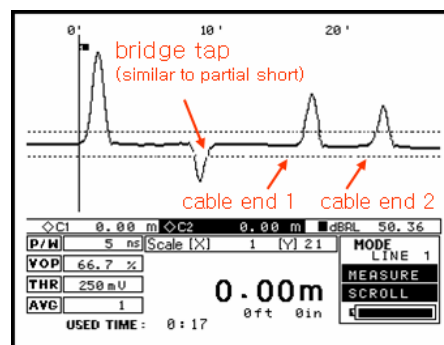 0' 10' 20'
bridge tap
(similar to partial short)
cable end 1 cable end 2
◇C1 0.00 m ◇C2 0.00 m ■dBRL 50.36
P/W 5 ns Scale [X] 1 [Y] 21 MODE
LINE 1
VOP 66.7 % MEASURE
THR 250mV SCROLL
AVG 1 0.00m
0ft 0in
USED TIME: 0:17